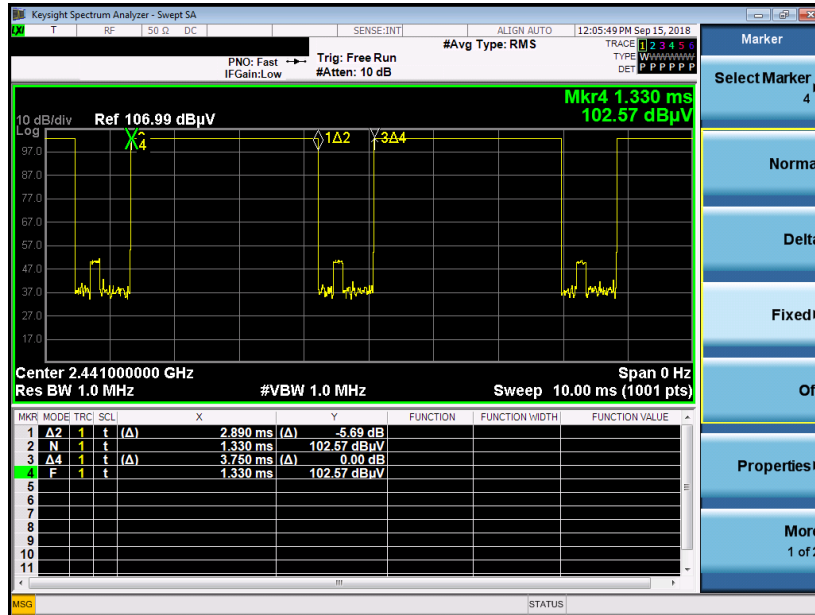 Keysight Spectrum Analyzer - Swept SA
LXI T RF 50 Ω DC SENSE:INT ALIGN AUTO 12:05:49 PM Sep 15, 2018
#Avg Type: RMS
TRACE 1 2 3 4 5 6
PNO: Fast Trig: Free Run TYPE W
IFGain:Low #Atten: 10 dB DET P P P P P P
Marker
Select Marker
4
Mkr4 1.330 ms
10 dB/div Ref 106.99 dBµV 102.57 dBµV
Log
97.0
87.0
77.0
67.0
57.0
47.0
37.0
27.0
17.0
4
1Δ2
3Δ4
Center 2.441000000 GHz Span 0 Hz
Res BW 1.0 MHz #VBW 1.0 MHz Sweep 10.00 ms (1001 pts)
MKR MODE TRC SCL X Y FUNCTION FUNCTION WIDTH FUNCTION VALUE
1 Δ2 1 t (Δ) 2.890 ms (Δ) -5.69 dB
2 N 1 t 1.330 ms 102.57 dBµV
3 Δ4 1 t (Δ) 3.750 ms (Δ) 0.00 dB
4 F 1 t 1.330 ms 102.57 dBµV
5
6
7
8
9
10
11
Norma
Delta
Fixed
Of
Properties
More
1 of 2
MSG STATUS